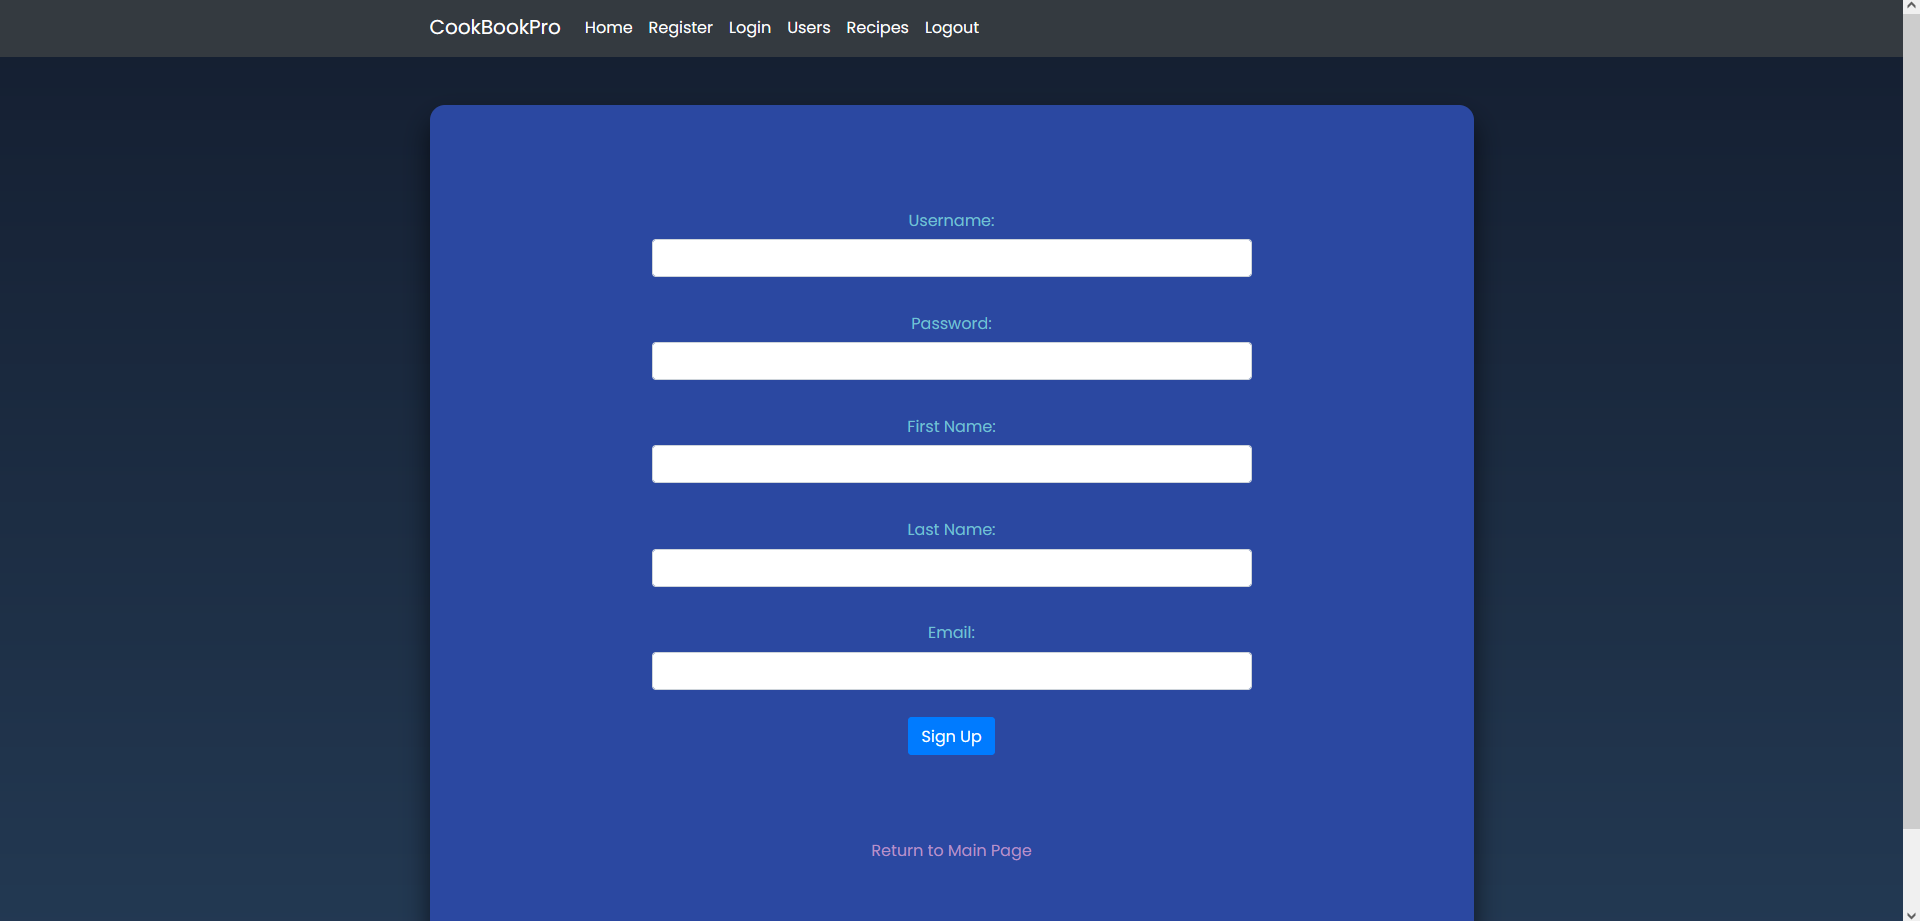 CookBookPro Home Register Login Users Recipes Logout
Username:
Password:
First Name:
Last Name:
Email:
Sign Up
Return to Main Page